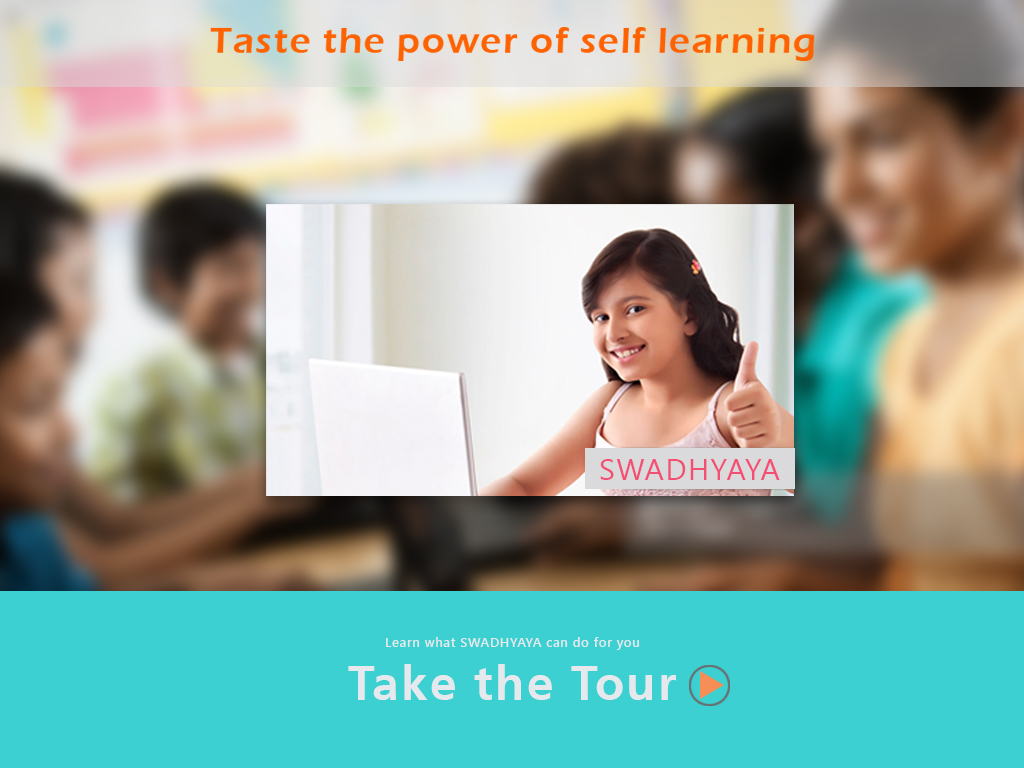 Taste the power of self learning
SWADHYAYA
Learn what SWADHYAYA can do for you
Take the Tour